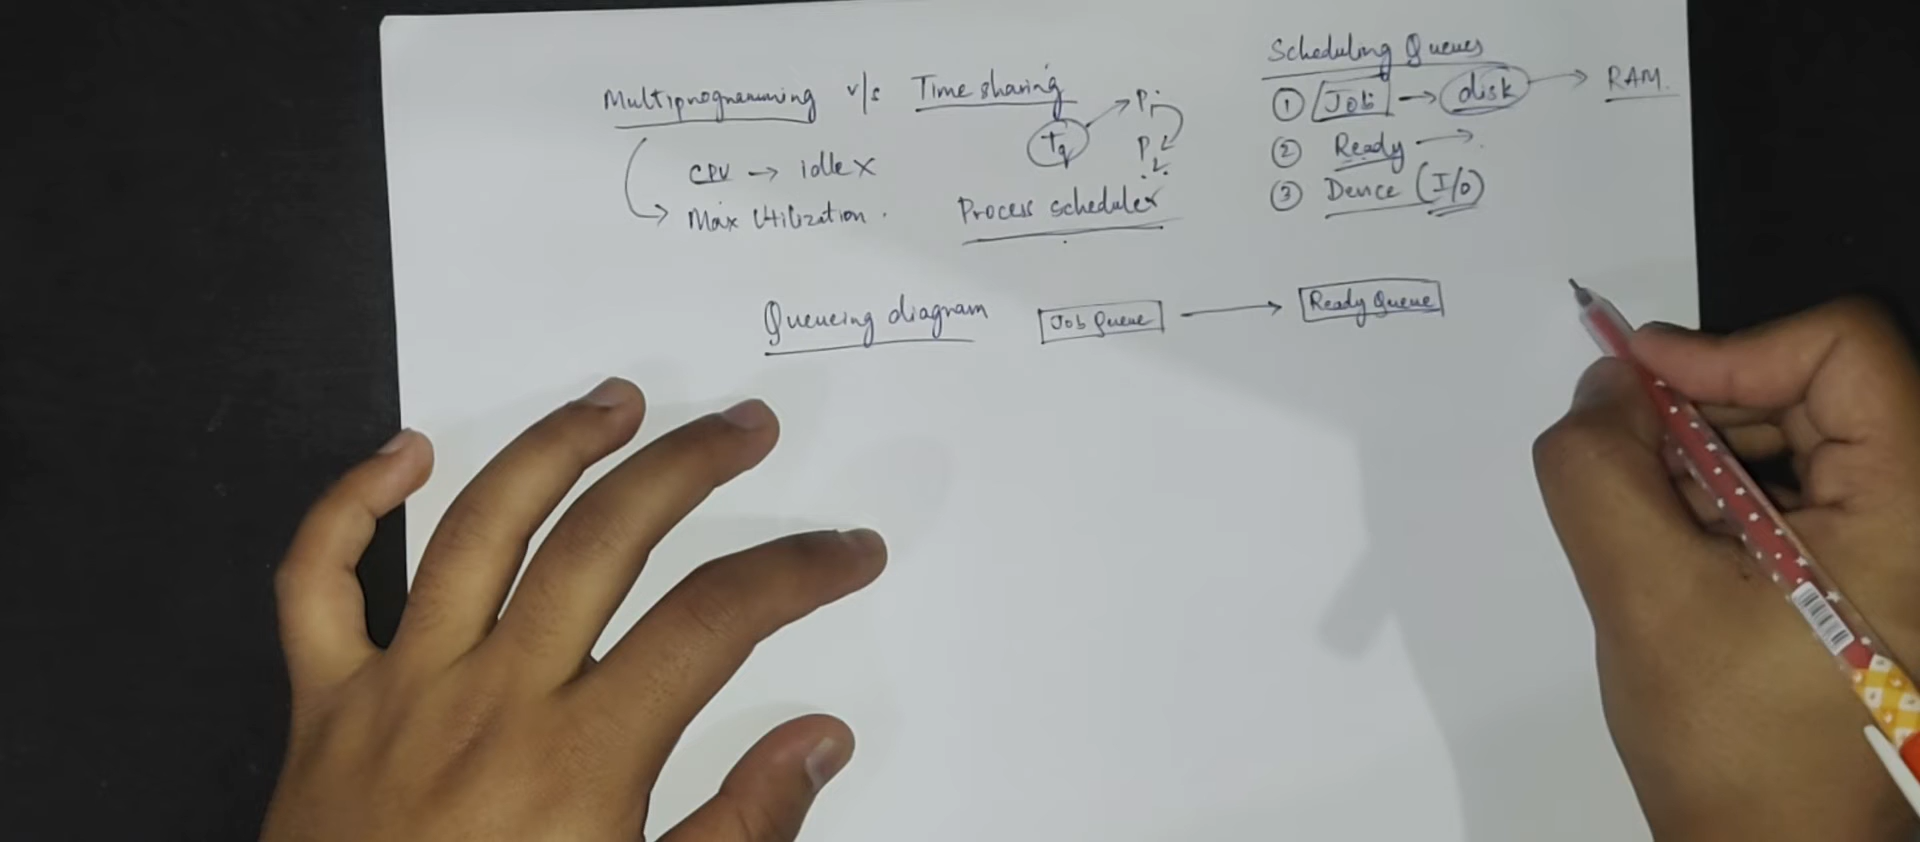 Multiprogramming v/s Time sharing
Tq → P1
P2
CPU → idle X
Max Utilization.
Process scheduler
Scheduling Queues
① Job → disk → RAM.
② Ready →
③ Device (I/O)
Queueing diagram
Job Queue → Ready Queue